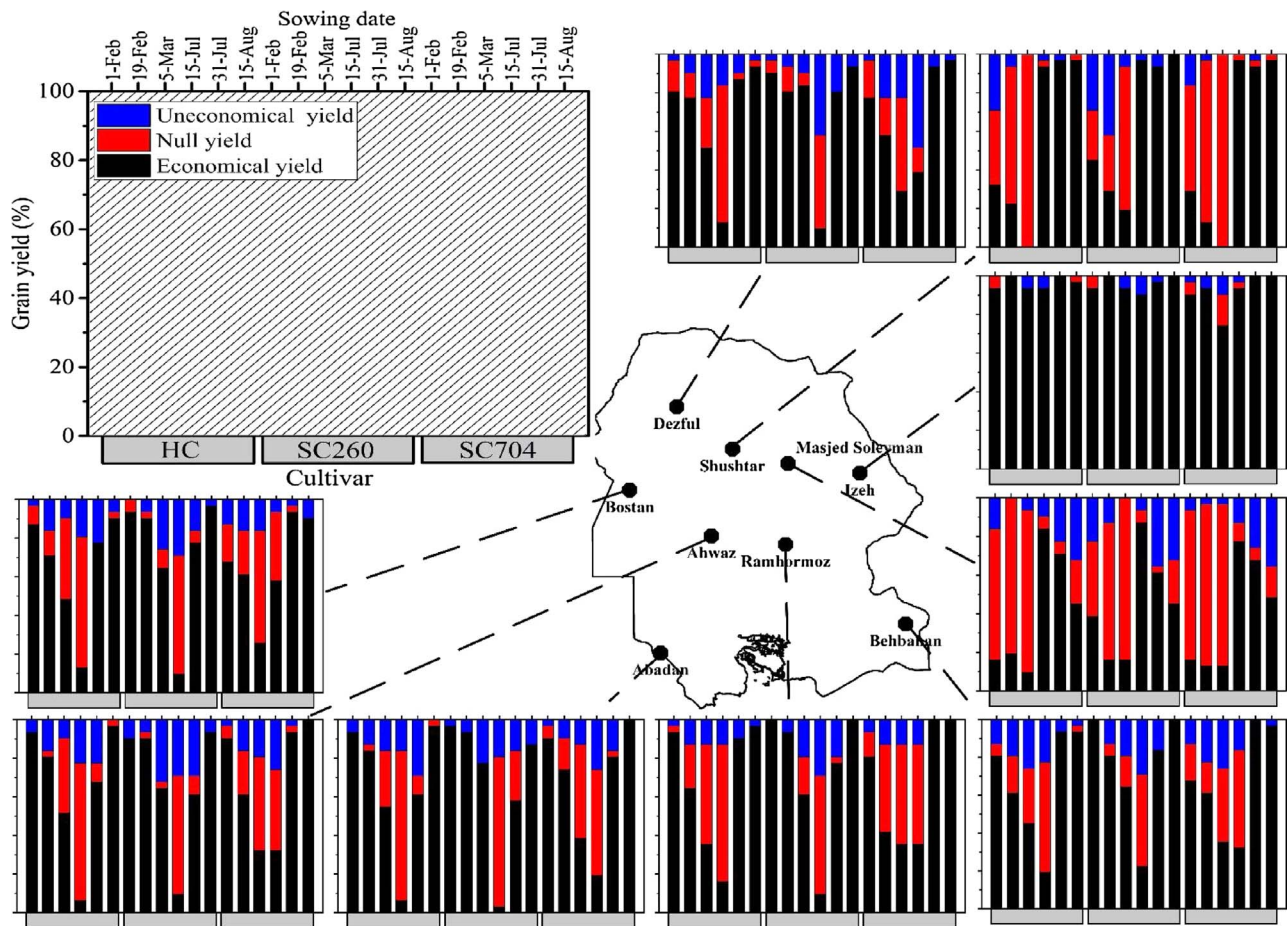 Sowing date
1-Feb
19-Feb
5-Mar
15-Jul
31-Jul
15-Aug
1-Feb
19-Feb
5-Mar
15-Jul
31-Jul
15-Aug
1-Feb
19-Feb
5-Mar
15-Jul
31-Jul
15-Aug
100
80
60
40
20
0
Grain yield (%)
Uneconomical yield
Null yield
Economical yield
HC
SC260
SC704
Cultivar
Dezful
Shushtar
Masjed Soleyman
Izeh
Bostan
Ahwaz
Ramhormoz
Behbahan
Abadan